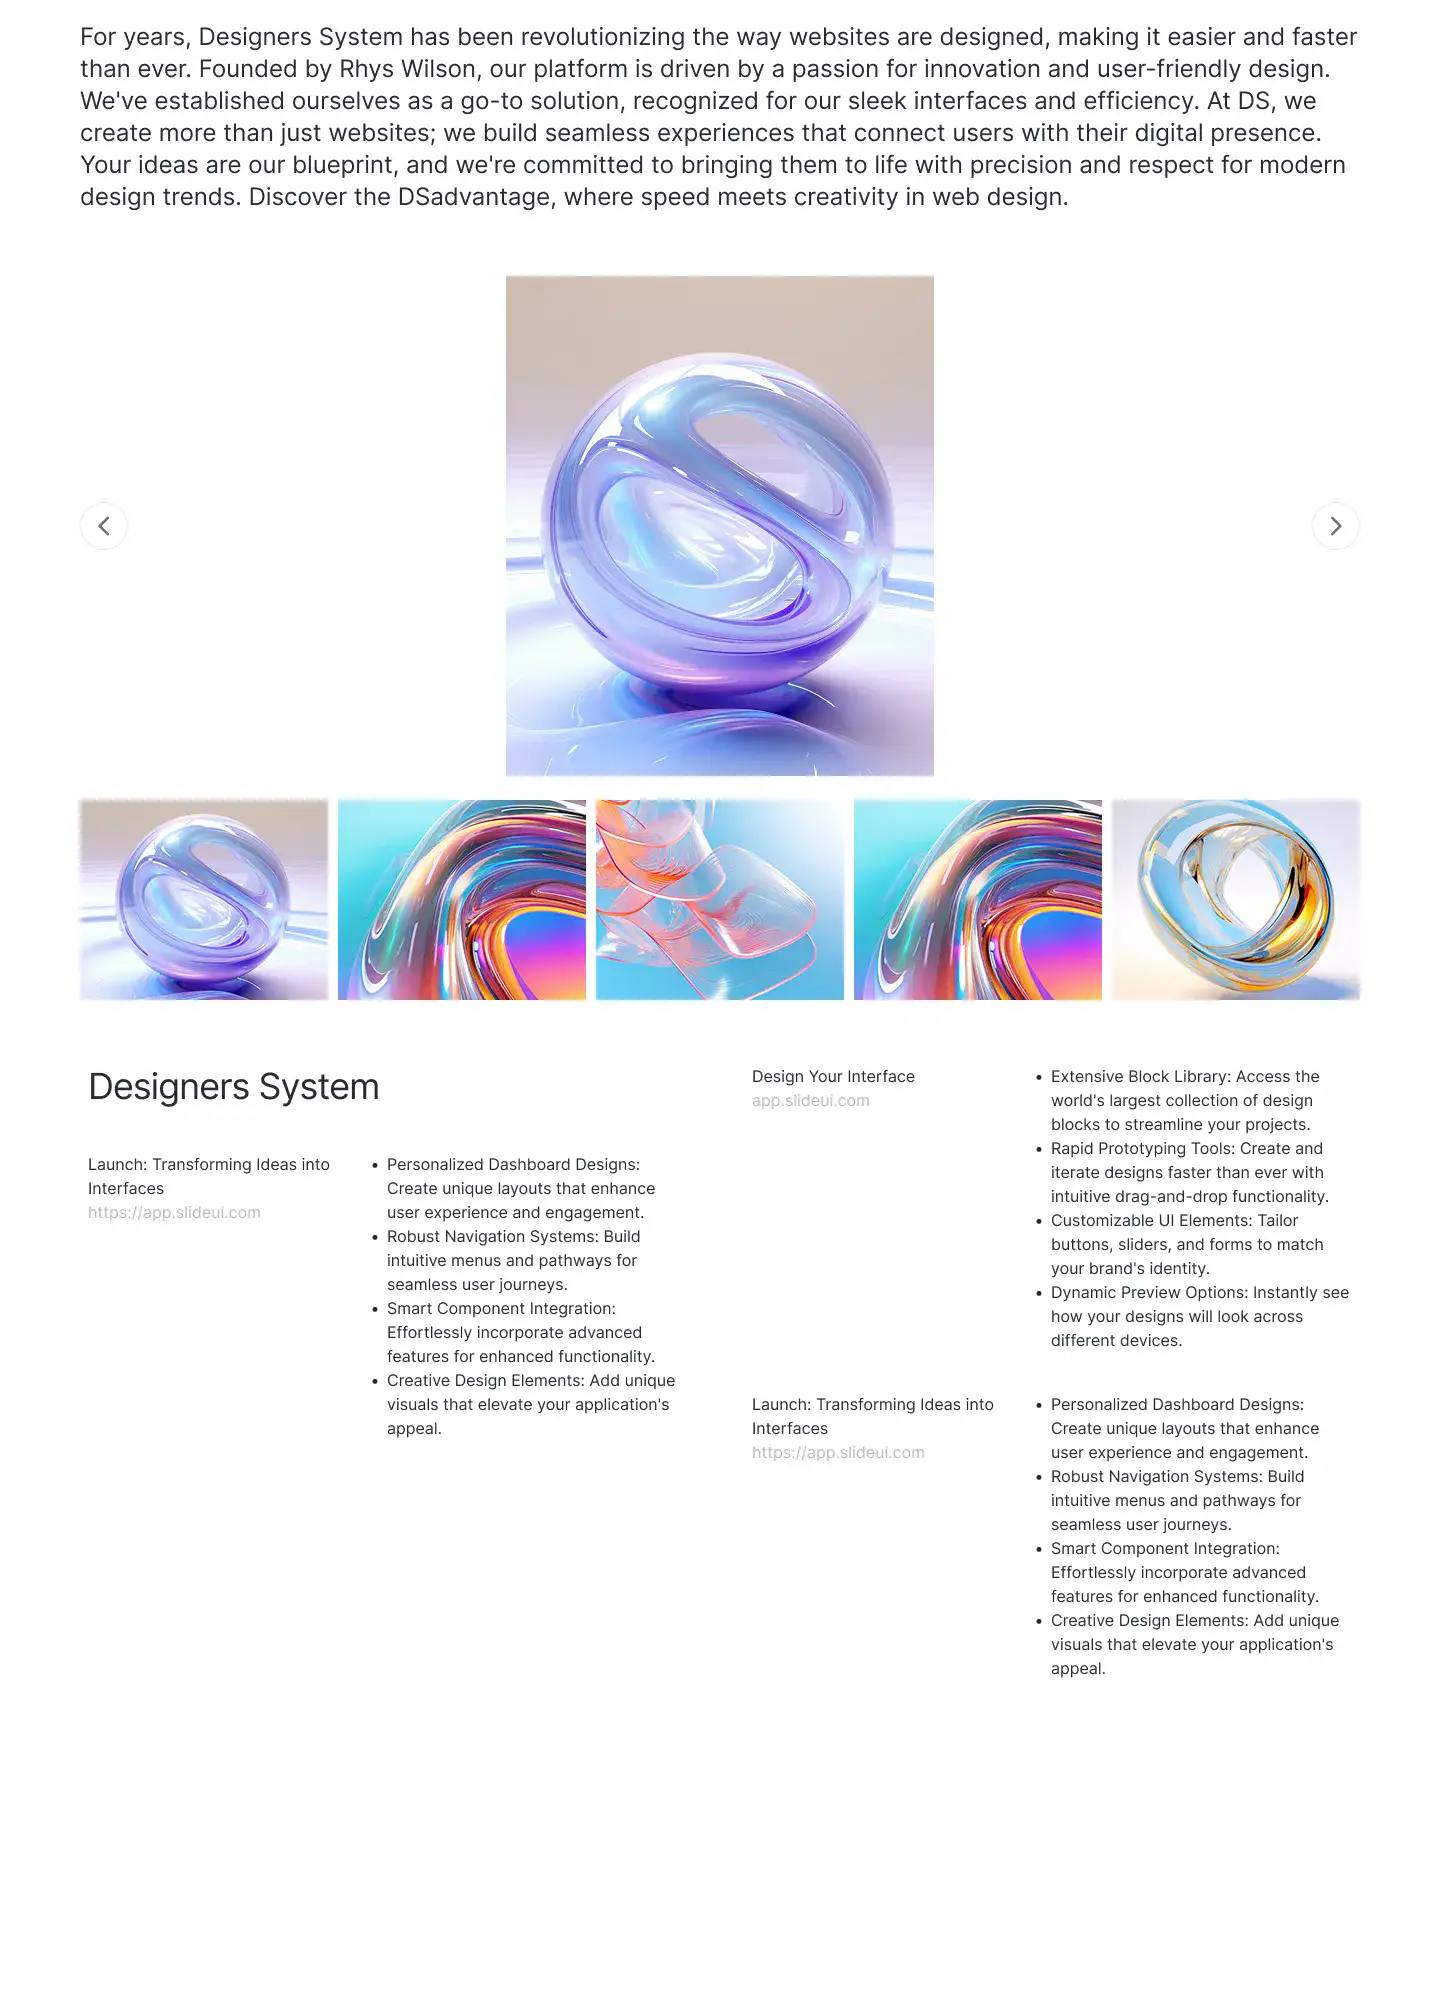 For years, Designers System has been revolutionizing the way websites are designed, making it easier and faster
than ever. Founded by Rhys Wilson, our platform is driven by a passion for innovation and user-friendly design.
We've established ourselves as a go-to solution, recognized for our sleek interfaces and efficiency. At DS, we
create more than just websites; we build seamless experiences that connect users with their digital presence.
Your ideas are our blueprint, and we're committed to bringing them to life with precision and respect for modern
design trends. Discover the DSadvantage, where speed meets creativity in web design.
Designers System
Launch: Transforming Ideas into
Interfaces
https://app.slideui.com
• Personalized Dashboard Designs:
Create unique layouts that enhance
user experience and engagement.
• Robust Navigation Systems: Build
intuitive menus and pathways for
seamless user journeys.
• Smart Component Integration:
Effortlessly incorporate advanced
features for enhanced functionality.
• Creative Design Elements: Add unique
visuals that elevate your application's
appeal.
Design Your Interface
app.slideui.com
• Extensive Block Library: Access the
world's largest collection of design
blocks to streamline your projects.
• Rapid Prototyping Tools: Create and
iterate designs faster than ever with
intuitive drag-and-drop functionality.
• Customizable UI Elements: Tailor
buttons, sliders, and forms to match
your brand's identity.
• Dynamic Preview Options: Instantly see
how your designs will look across
different devices.
Launch: Transforming Ideas into
Interfaces
https://app.slideui.com
• Personalized Dashboard Designs:
Create unique layouts that enhance
user experience and engagement.
• Robust Navigation Systems: Build
intuitive menus and pathways for
seamless user journeys.
• Smart Component Integration:
Effortlessly incorporate advanced
features for enhanced functionality.
• Creative Design Elements: Add unique
visuals that elevate your application's
appeal.